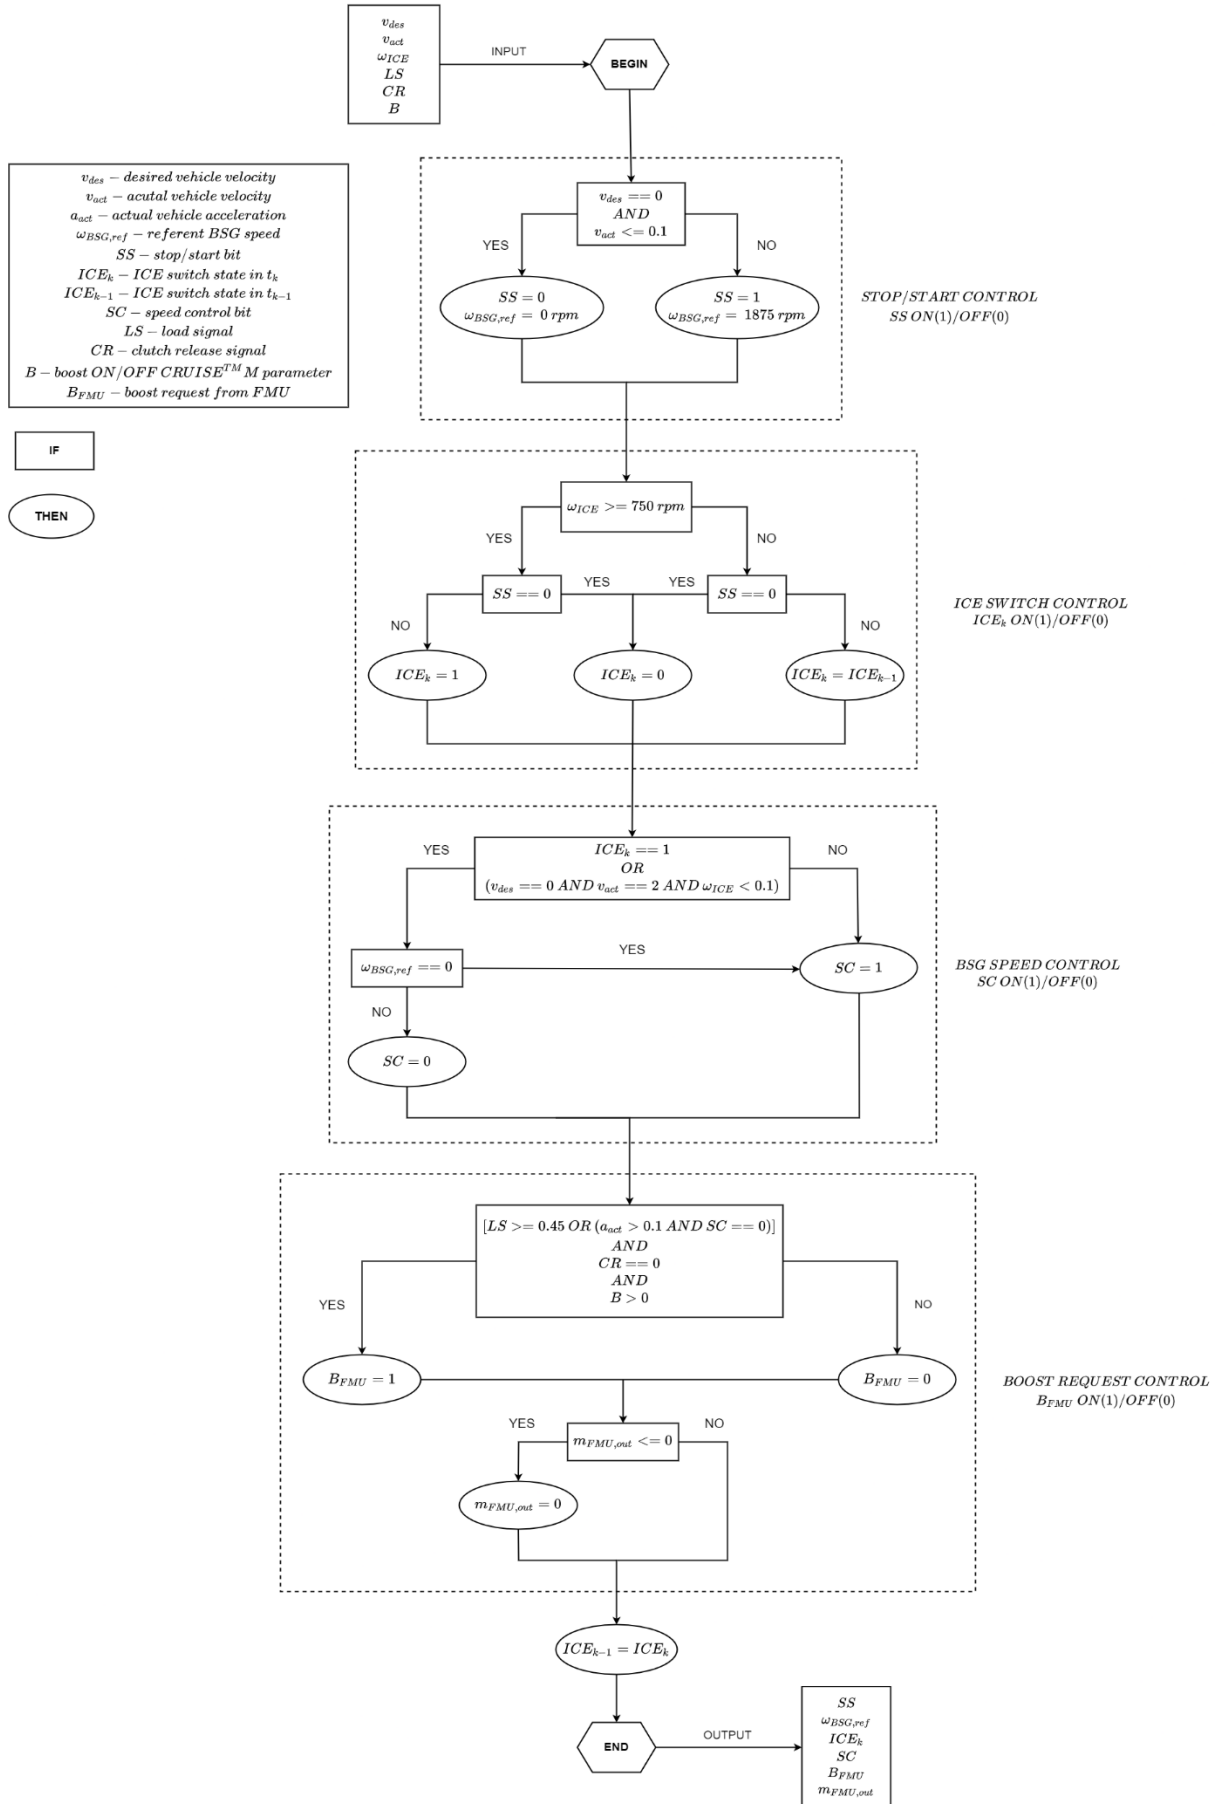 v_des
v_act
ω_ICE
LS
CR
B
INPUT
BEGIN
v_des − desired vehicle velocity
v_act − acutal vehicle velocity
a_act − actual vehicle acceleration
ω_BSG,ref − referent BSG speed
SS − stop/start bit
ICE_k − ICE switch state in t_k
ICE_k−1 − ICE switch state in t_k−1
SC − speed control bit
LS − load signal
CR − clutch release signal
B − boost ON/OFF CRUISE^TM M parameter
B_FMU − boost request from FMU
IF
THEN
v_des == 0
AND
v_act <= 0.1
YES
NO
SS = 0
ω_BSG,ref = 0 rpm
SS = 1
ω_BSG,ref = 1875 rpm
STOP/START CONTROL
SS ON(1)/OFF(0)
ω_ICE >= 750 rpm
YES
NO
SS == 0
YES
YES
SS == 0
NO
NO
ICE_k = 1
ICE_k = 0
ICE_k = ICE_k−1
ICE SWITCH CONTROL
ICE_k ON(1)/OFF(0)
YES
ICE_k == 1
OR
(v_des == 0 AND v_act == 2 AND ω_ICE < 0.1)
NO
ω_BSG,ref == 0
YES
SC = 1
NO
SC = 0
BSG SPEED CONTROL
SC ON(1)/OFF(0)
[LS >= 0.45 OR (a_act > 0.1 AND SC == 0)]
AND
CR == 0
AND
B > 0
YES
NO
B_FMU = 1
B_FMU = 0
BOOST REQUEST CONTROL
B_FMU ON(1)/OFF(0)
YES
m_FMU,out <= 0
NO
m_FMU,out = 0
ICE_k−1 = ICE_k
END
OUTPUT
SS
ω_BSG,ref
ICE_k
SC
B_FMU
m_FMU,out